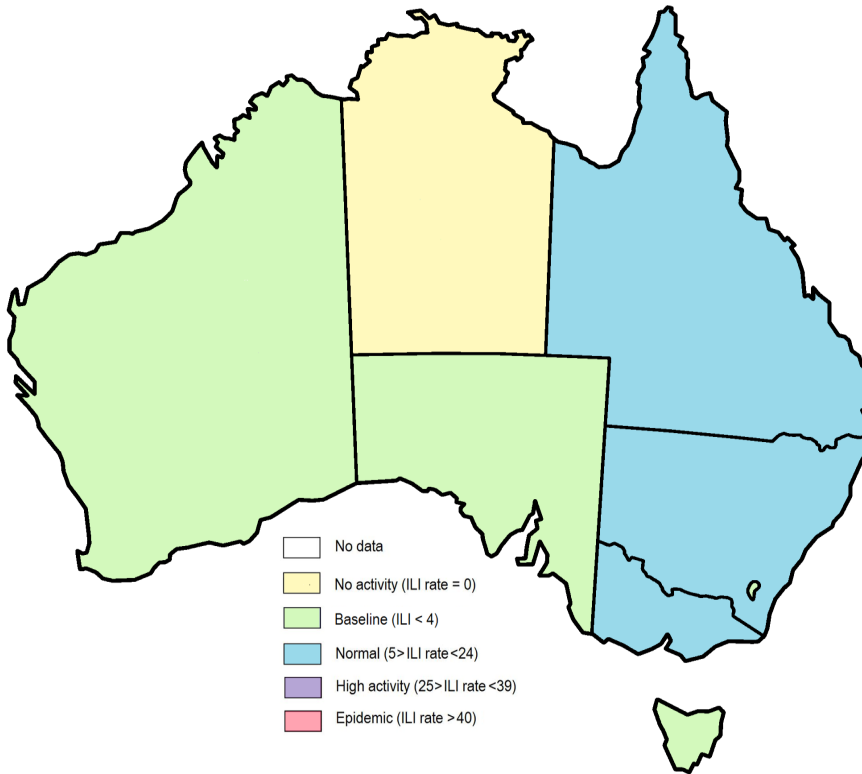 No data
No activity (ILI rate = 0)
Baseline (ILI < 4)
Normal (5> ILI rate <24)
High activity (25> ILI rate <39)
Epidemic (ILI rate >40)